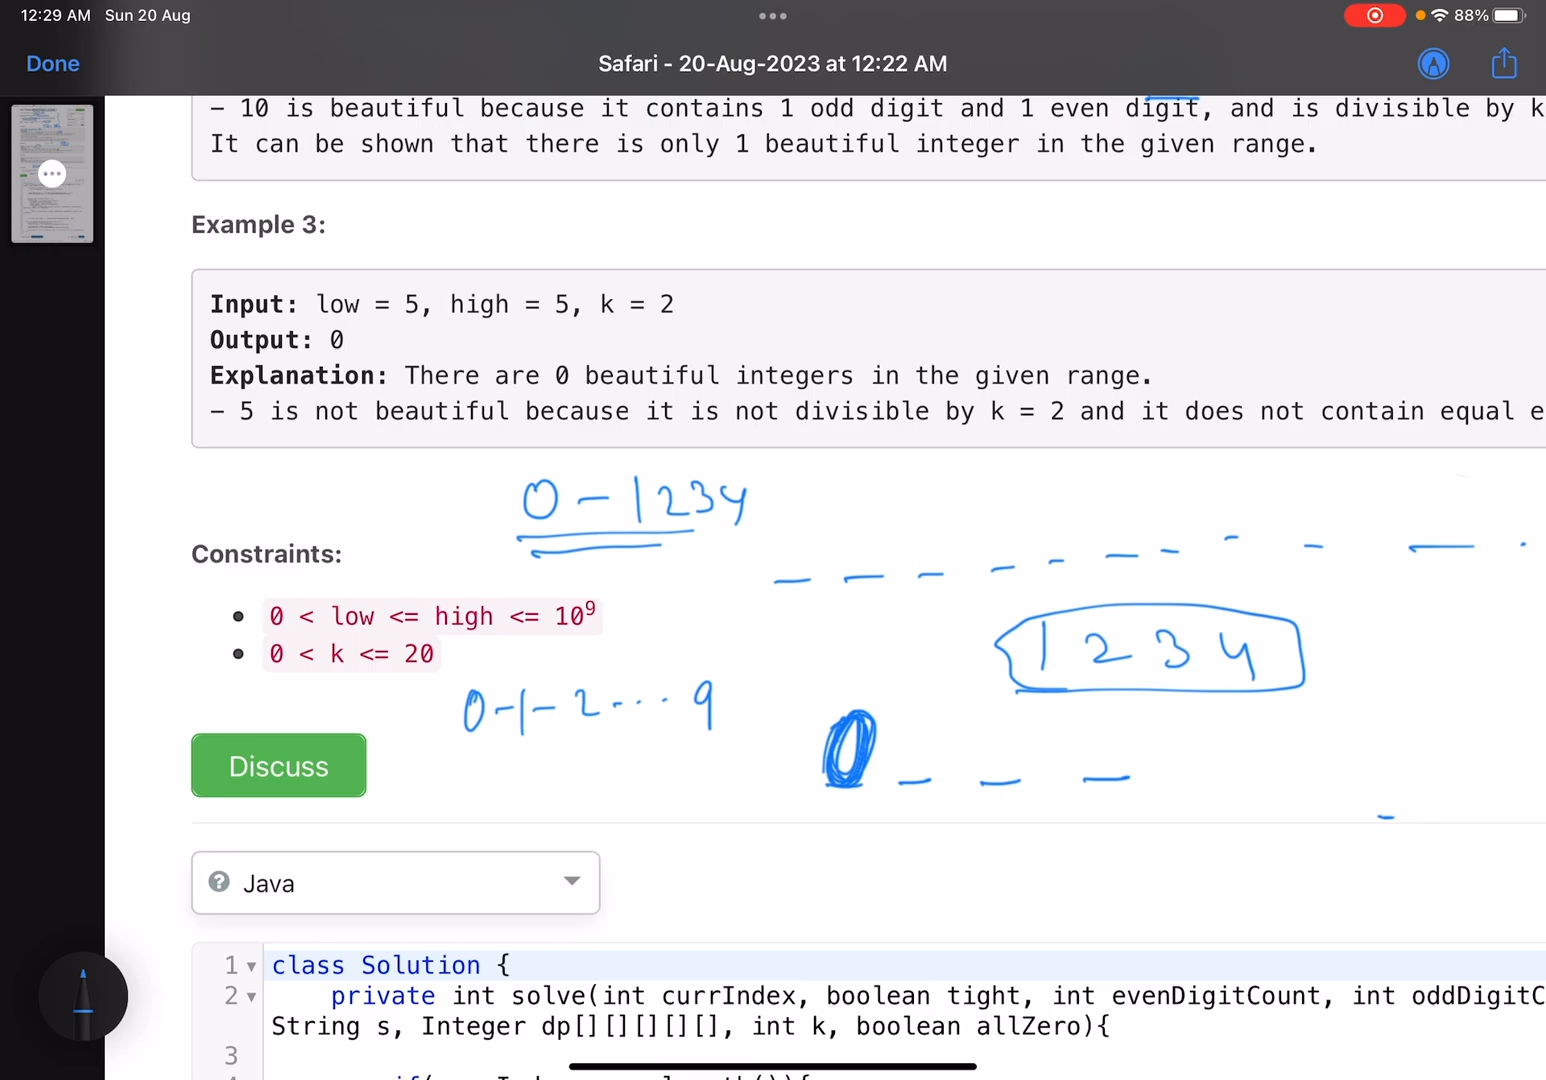 12:29 AM Sun 20 Aug
88%
Done
Safari - 20-Aug-2023 at 12:22 AM
- 10 is beautiful because it contains 1 odd digit and 1 even digit, and is divisible by k
It can be shown that there is only 1 beautiful integer in the given range.
Example 3:
Input: low = 5, high = 5, k = 2
Output: 0
Explanation: There are 0 beautiful integers in the given range.
- 5 is not beautiful because it is not divisible by k = 2 and it does not contain equal e
0 - 1234
Constraints:
0 < low <= high <= 10⁹
0 < k <= 20
1 2 3 4
0-1-2...9
0 _ _ _
Discuss
Java
1 class Solution {
2 private int solve(int currIndex, boolean tight, int evenDigitCount, int oddDigitC
String s, Integer dp[][][][][], int k, boolean allZero){
3